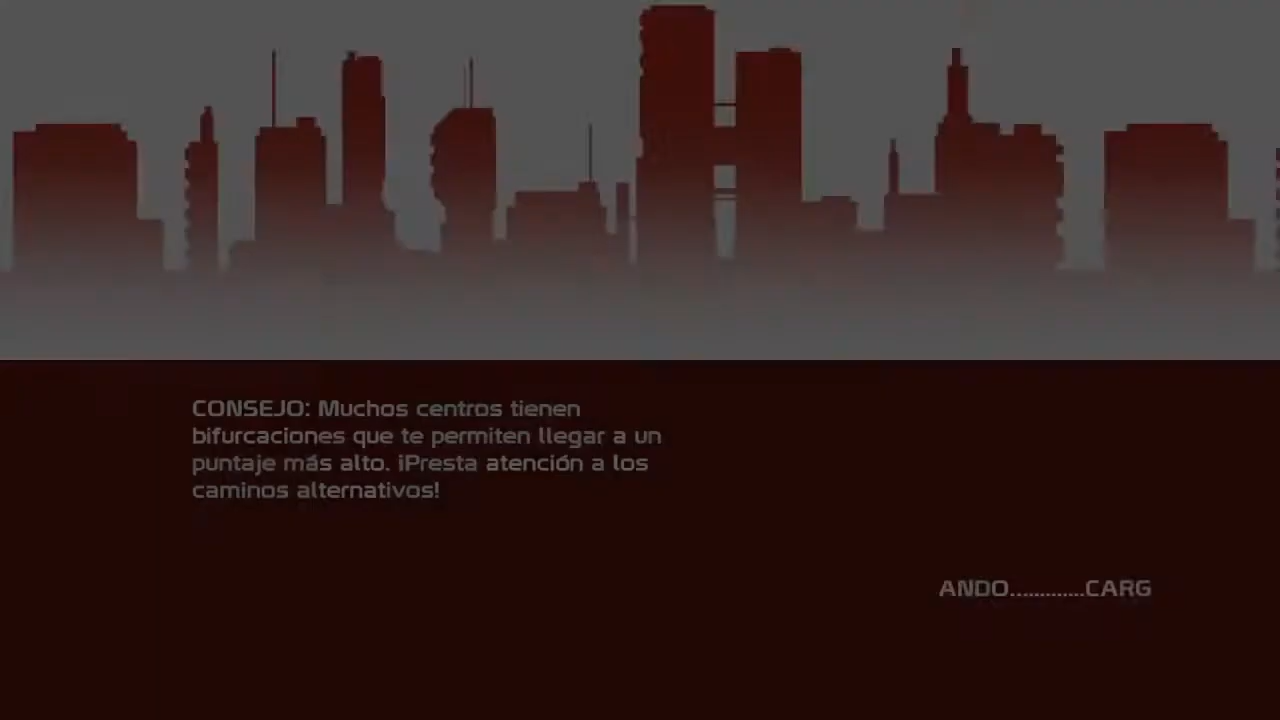 CONSEJO: Muchos centros tienen
bifurcaciones que te permiten llegar a un
puntaje más alto. ¡Presta atención a los
caminos alternativos!
ANDO.............CARG